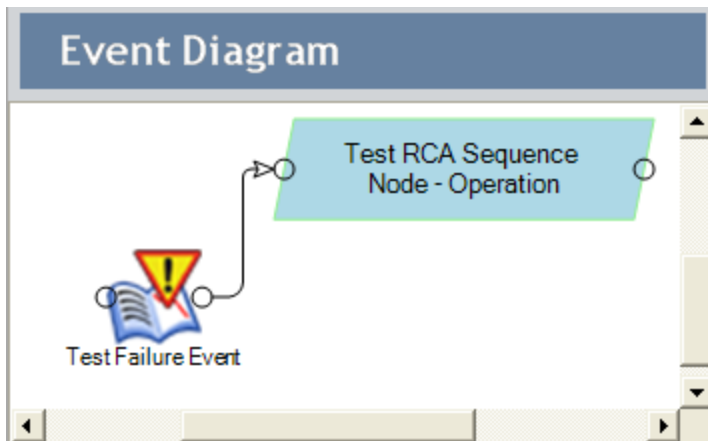 Event Diagram
Test RCA Sequence
Node - Operation
Test Failure Event